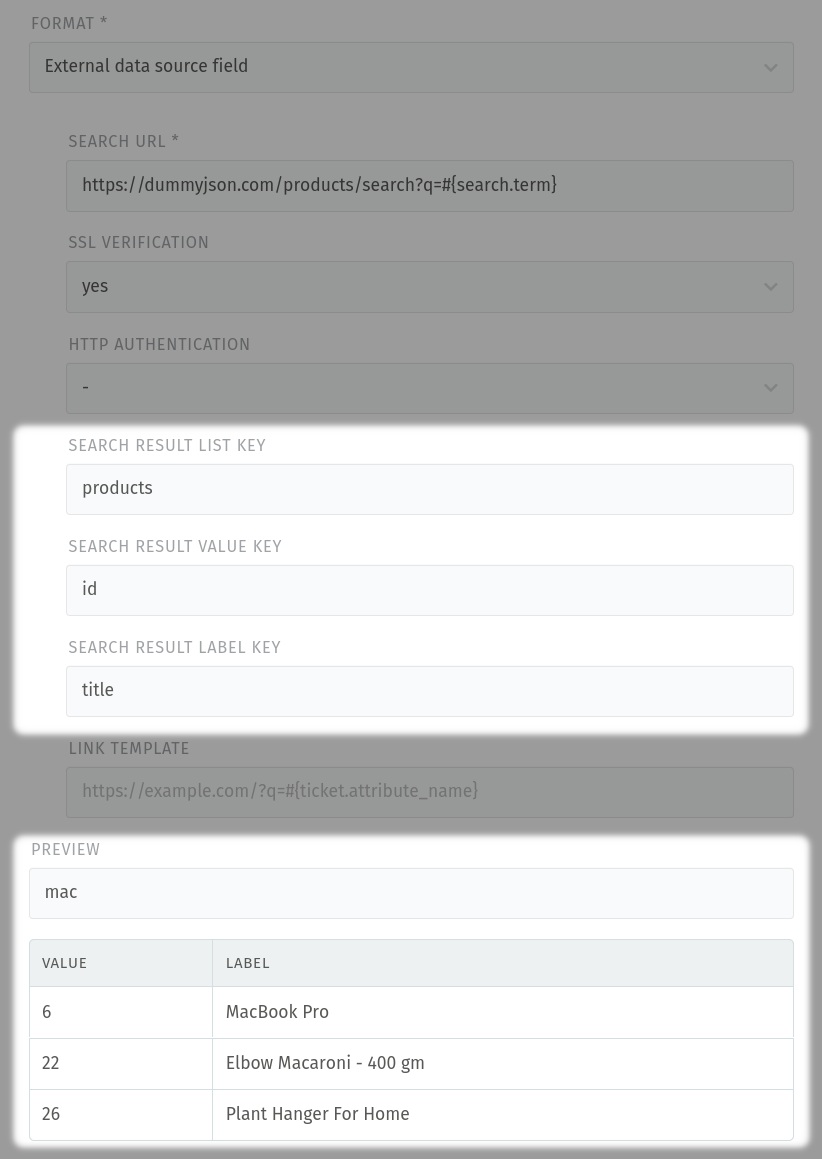 FORMAT *
External data source field
SEARCH URL *
https://dummyjson.com/products/search?q=#{search.term}
SSL VERIFICATION
yes
HTTP AUTHENTICATION
-
SEARCH RESULT LIST KEY
products
SEARCH RESULT VALUE KEY
id
SEARCH RESULT LABEL KEY
title
LINK TEMPLATE
https://example.com/?q=#{ticket.attribute_name}
PREVIEW
mac
VALUE LABEL
6 MacBook Pro
22 Elbow Macaroni - 400 gm
26 Plant Hanger For Home